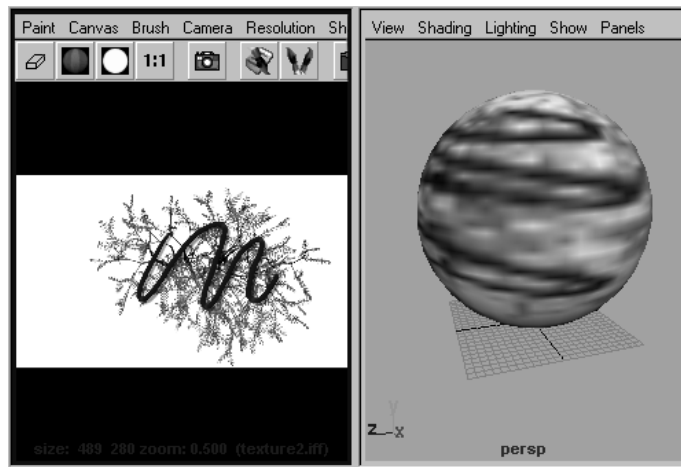 Paint Canvas Brush Camera Resolution Sh
1:1
size: 489 280 zoom: 0.500 (texture2.iff)
View Shading Lighting Show Panels
y
z x
persp